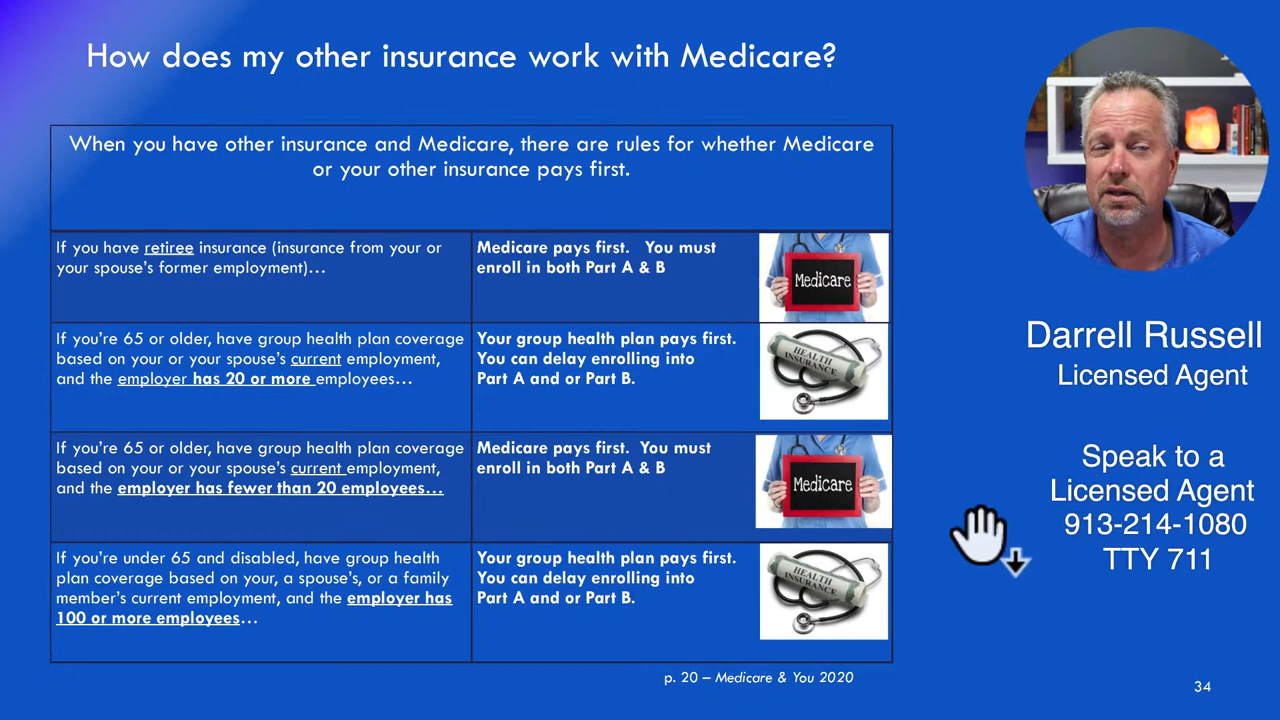 How does my other insurance work with Medicare?
When you have other insurance and Medicare, there are rules for whether Medicare
or your other insurance pays first.
If you have retiree insurance (insurance from your or
your spouse's former employment)...
Medicare pays first. You must
enroll in both Part A & B
Medicare
If you're 65 or older, have group health plan coverage
based on your or your spouse's current employment,
and the employer has 20 or more employees...
Your group health plan pays first.
You can delay enrolling into
Part A and or Part B.
HEALTH
INSURANCE
If you're 65 or older, have group health plan coverage
based on your or your spouse's current employment,
and the employer has fewer than 20 employees...
Medicare pays first. You must
enroll in both Part A & B
Medicare
If you're under 65 and disabled, have group health
plan coverage based on your, a spouse's, or a family
member's current employment, and the employer has
100 or more employees...
Your group health plan pays first.
You can delay enrolling into
Part A and or Part B.
HEALTH
INSURANCE
p. 20 – Medicare & You 2020
Darrell Russell
Licensed Agent
Speak to a
Licensed Agent
913-214-1080
TTY 711
34